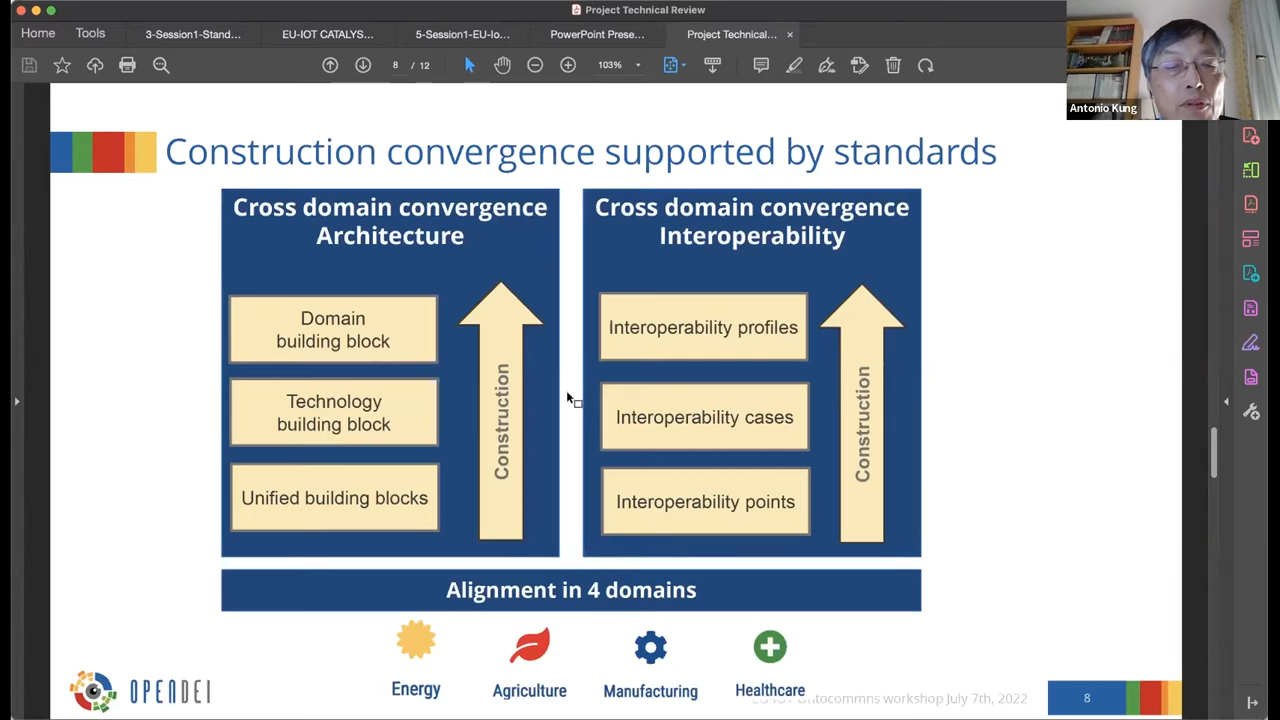 Project Technical Review
Home
Tools
3-Session1-Stand...
EU-IOT CATALYS...
5-Session1-EU-Io...
PowerPoint Prese...
Project Technical...
8 / 12
103%
Antonio Kung
Construction convergence supported by standards
Cross domain convergence
Architecture
Domain
building block
Technology
building block
Unified building blocks
Construction
Cross domain convergence
Interoperability
Interoperability profiles
Interoperability cases
Interoperability points
Construction
Alignment in 4 domains
Energy
Agriculture
Manufacturing
Healthcare
OPENDEI
workshop July 7th, 2022
8